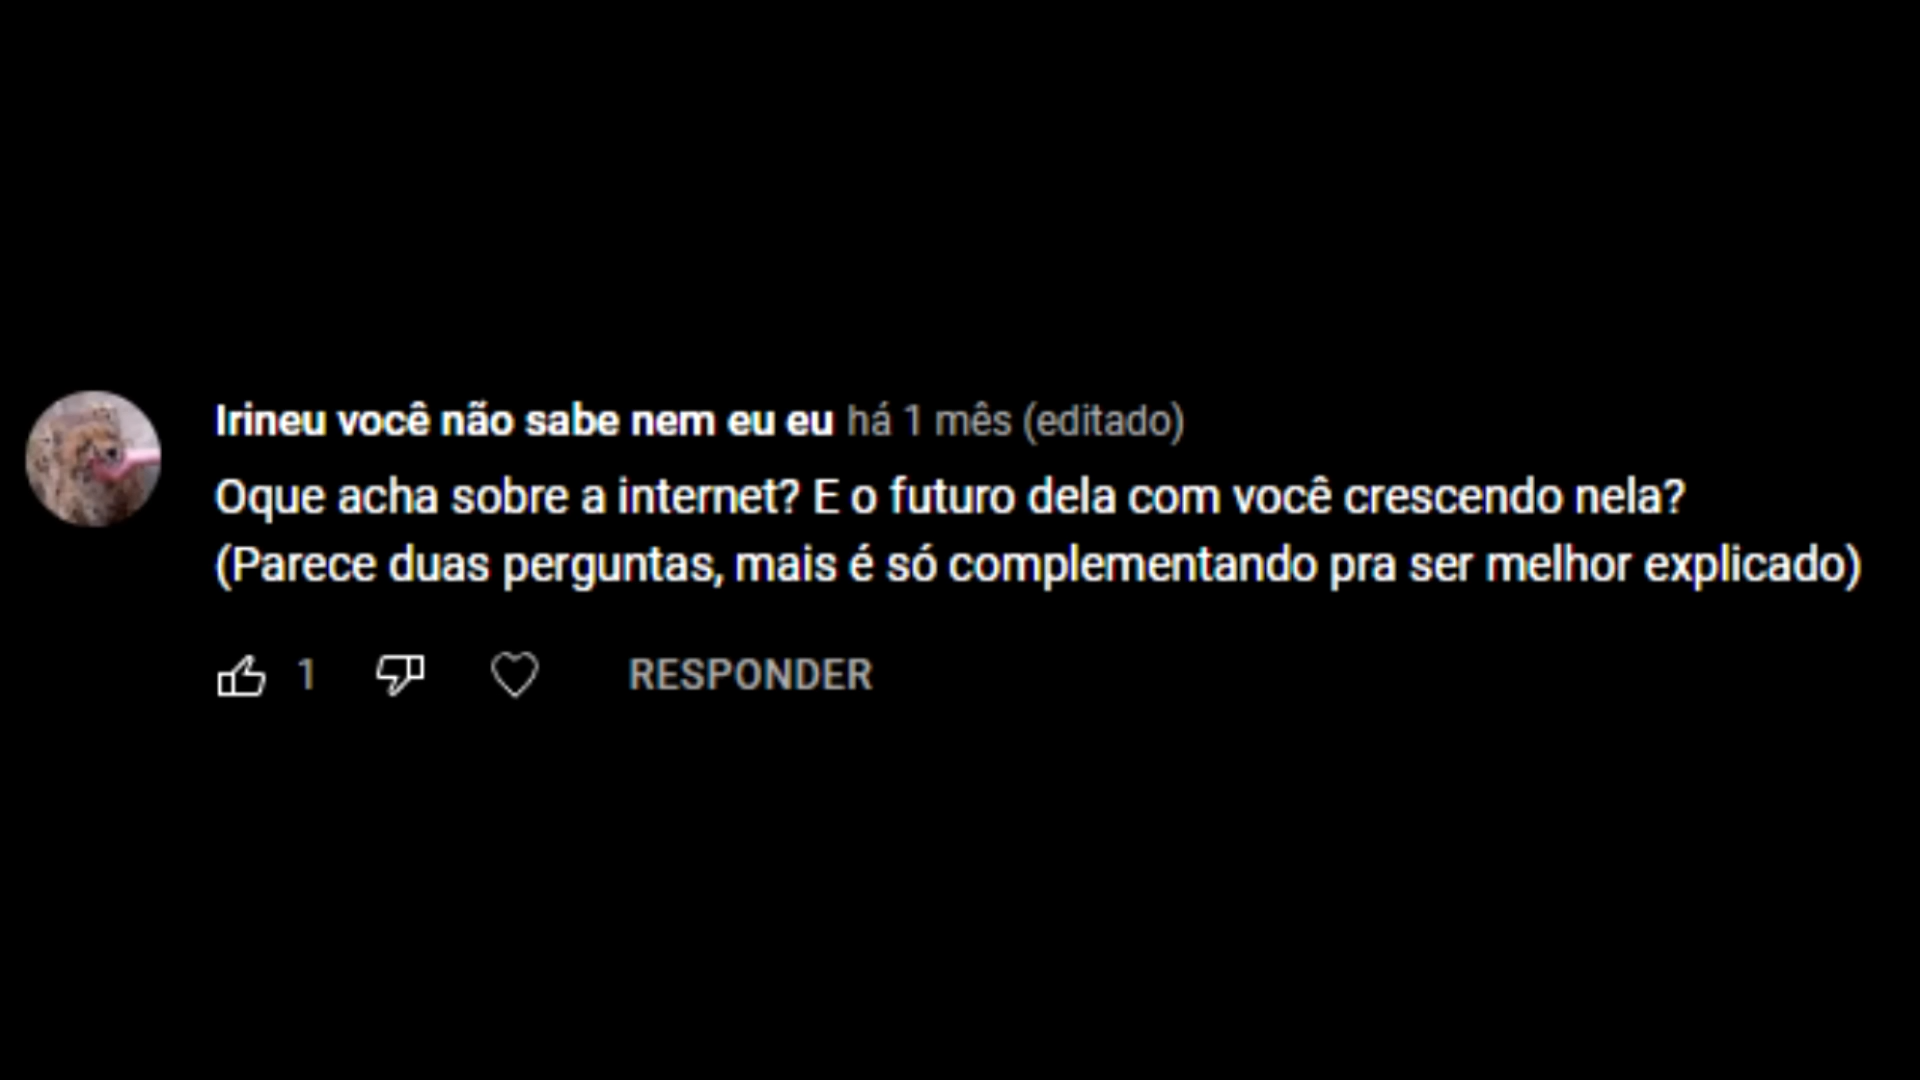 Irineu você não sabe nem eu eu há 1 mês (editado)
Oque acha sobre a internet? E o futuro dela com você crescendo nela?
(Parece duas perguntas, mais é só complementando pra ser melhor explicado)
1 RESPONDER